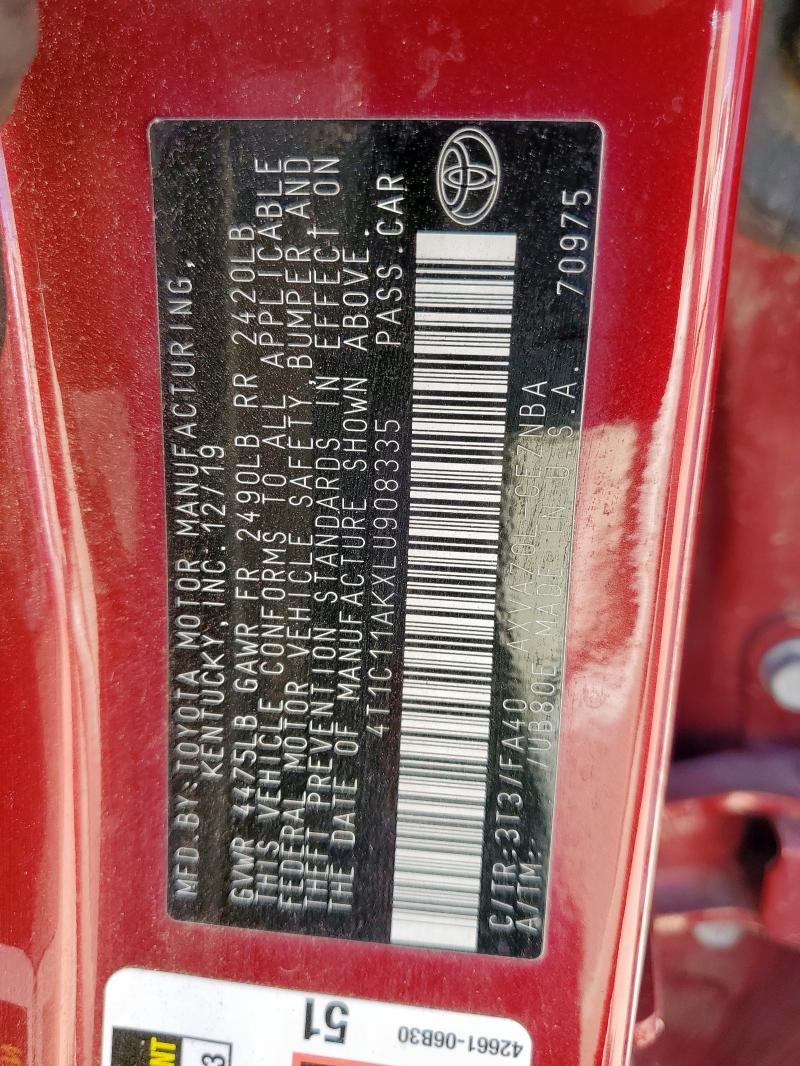 MFD.BY:TOYOTA MOTOR MANUFACTURING,
KENTUCKY,INC.12/19
GVWR 4475LB GAWR FR 2490LB RR 2420LB
THIS VEHICLE CONFORMS TO ALL APPLICABLE
FEDERAL MOTOR VEHICLE SAFETY,BUMPER AND
THEFT PREVENTION STANDARDS IN EFFECT ON
THE DATE OF MANUFACTURE SHOWN ABOVE.
4T1C11AKXLU908335 PASS.CAR
C/TR:3T3/FA40 AXVA70L-CEZNBA
A/TM: /UB80E MADE IN U.S.A. 70975
51
42661-06B30
3